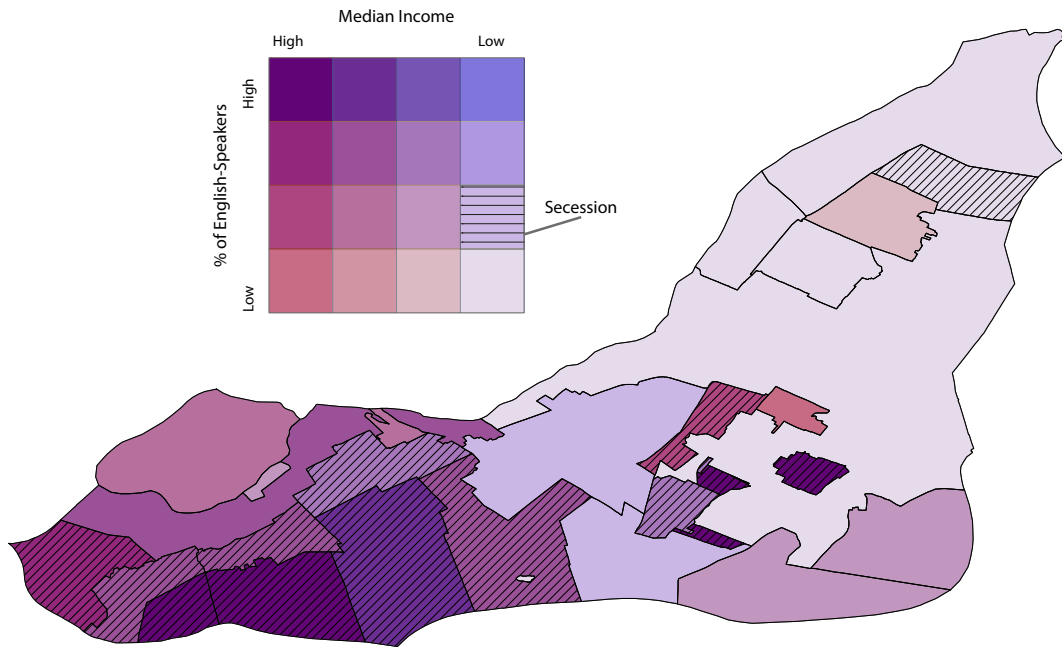 Median Income
High Low
High
% of English-Speakers
Low
Secession